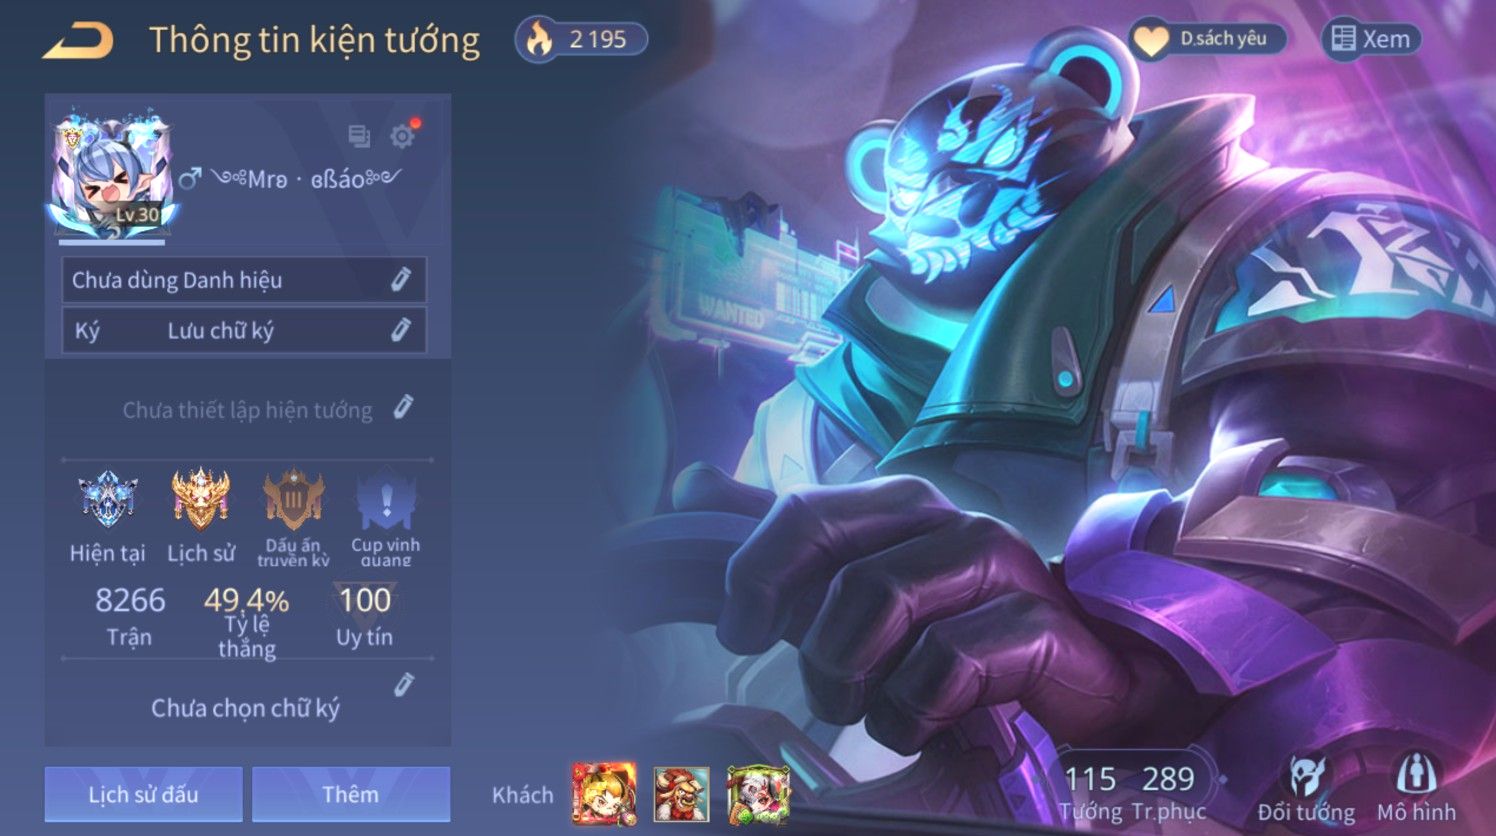 Thông tin kiện tướng
2195
D.sách yêu
Xem
Lv.30
Mrʚ · ɞßáo
Chưa dùng Danh hiệu
Ký Lưu chữ ký
Chưa thiết lập hiện tướng
Hiện tại
Lịch sử
Dấu ấn
truyền kỳ
Cup vinh
quang
8266
Trận
49.4%
Tỷ lệ
thắng
100
Uy tín
Chưa chọn chữ ký
Lịch sử đấu
Thêm
Khách
WANTED
115
Tướng
289
Tr.phục
Đổi tướng
Mô hình